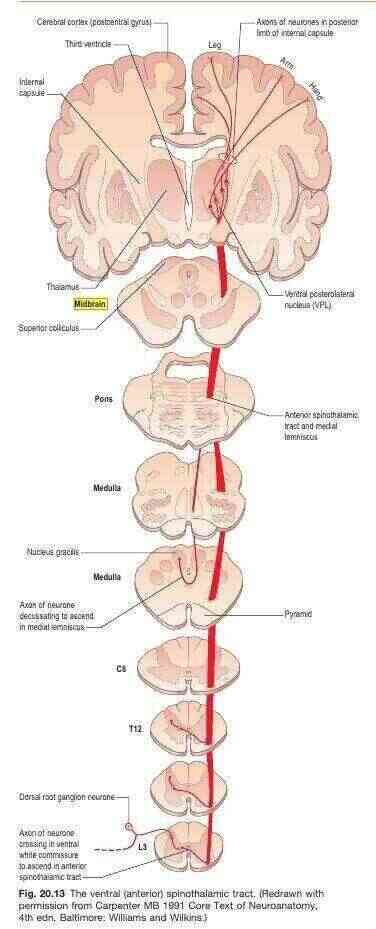 Cerebral cortex (postcentral gyrus)
Axons of neurones in posterior
limb of internal capsule
Third ventricle
Leg
Arm
Hand
Internal
capsule
Thalamus
Midbrain
Ventral posterolateral
nucleus (VPL)
Superior colliculus
Pons
Anterior spinothalamic
tract and medial
lemniscus
Medulla
Nucleus gracilis
Medulla
Axon of neurone
decussating to ascend
in medial lemniscus
Pyramid
C8
T12
Dorsal root ganglion neurone
Axon of neurone
crossing in ventral
white commissure
to ascend in anterior
spinothalamic tract
L3
Fig. 20.13 The ventral (anterior) spinothalamic tract. (Redrawn with
permission from Carpenter MB 1991 Core Text of Neuroanatomy,
4th edn. Baltimore: Williams and Wilkins.)